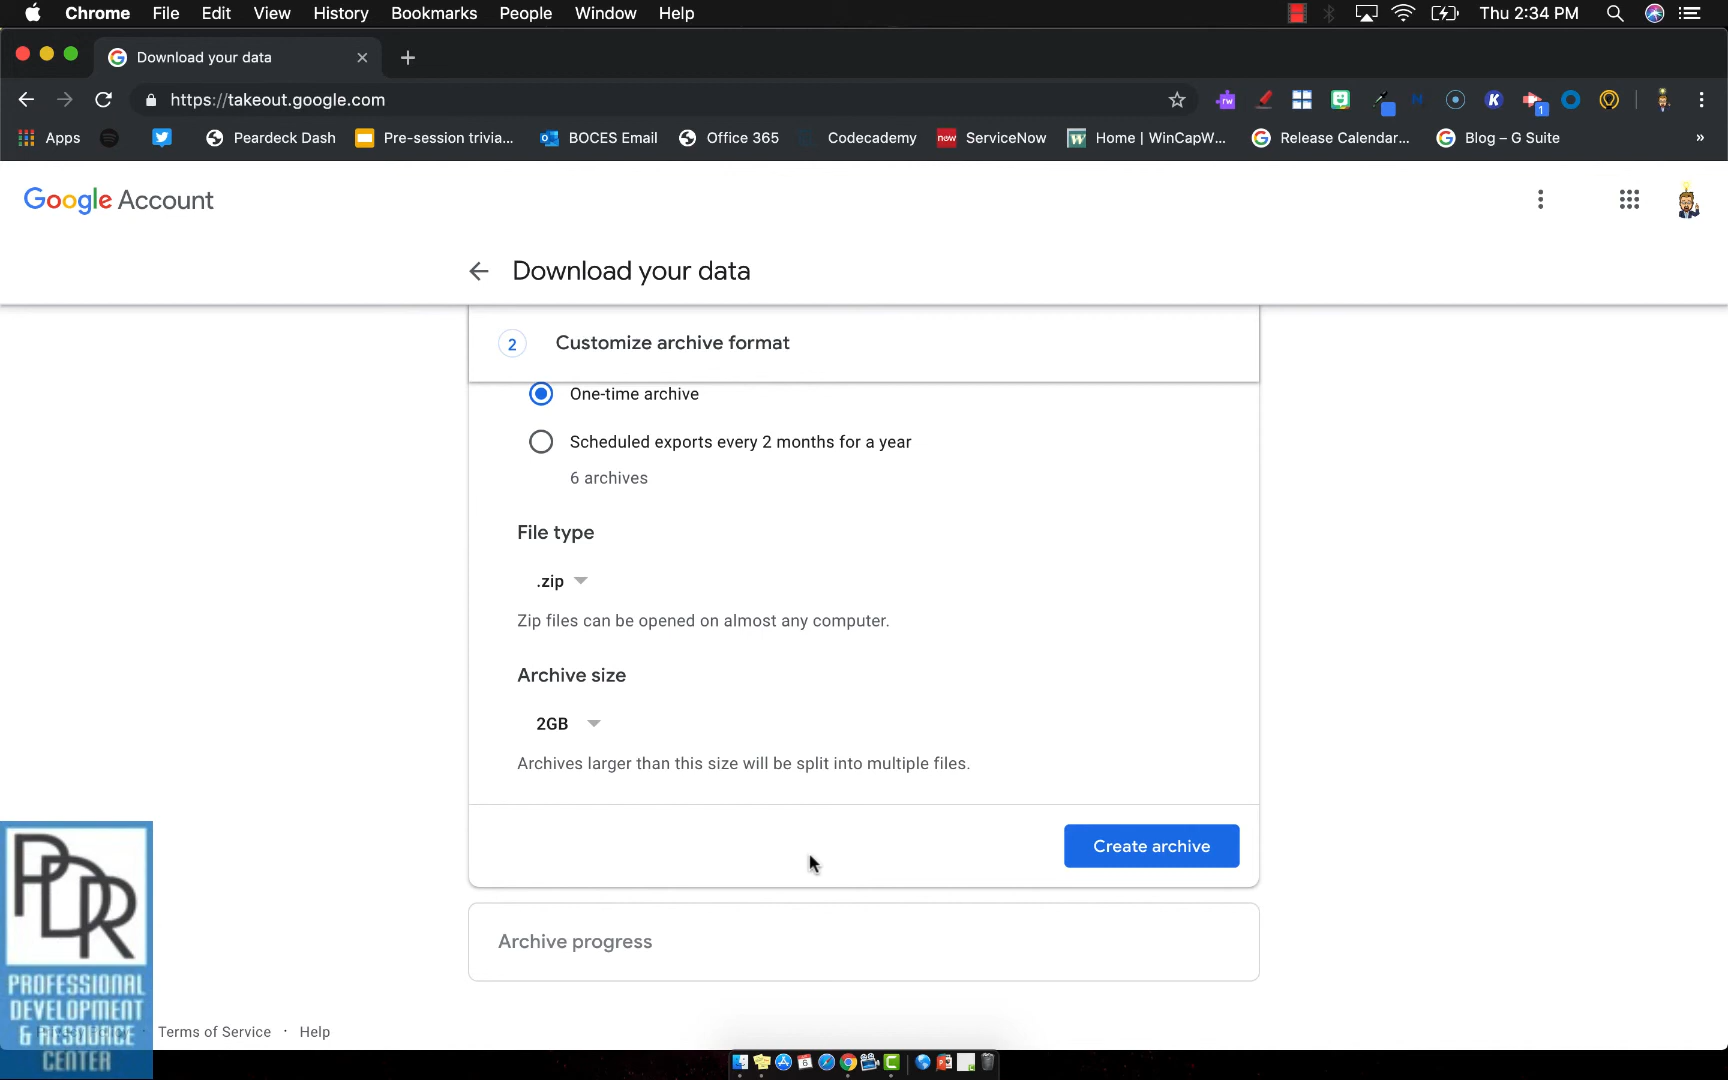 Chrome File Edit View History Bookmarks People Window Help Thu 2:34 PM
Download your data
https://takeout.google.com
rw K 1
Apps Peardeck Dash Pre-session trivia... BOCES Email Office 365 Codecademy now ServiceNow Home | WinCapW... Release Calendar... Blog – G Suite »
Google Account
Download your data
2 Customize archive format
One-time archive
Scheduled exports every 2 months for a year
6 archives
File type
.zip
Zip files can be opened on almost any computer.
Archive size
2GB
Archives larger than this size will be split into multiple files.
Create archive
Archive progress
PDR
PROFESSIONAL
DEVELOPMENT
& RESOURCE
CENTER
· Terms of Service · Help